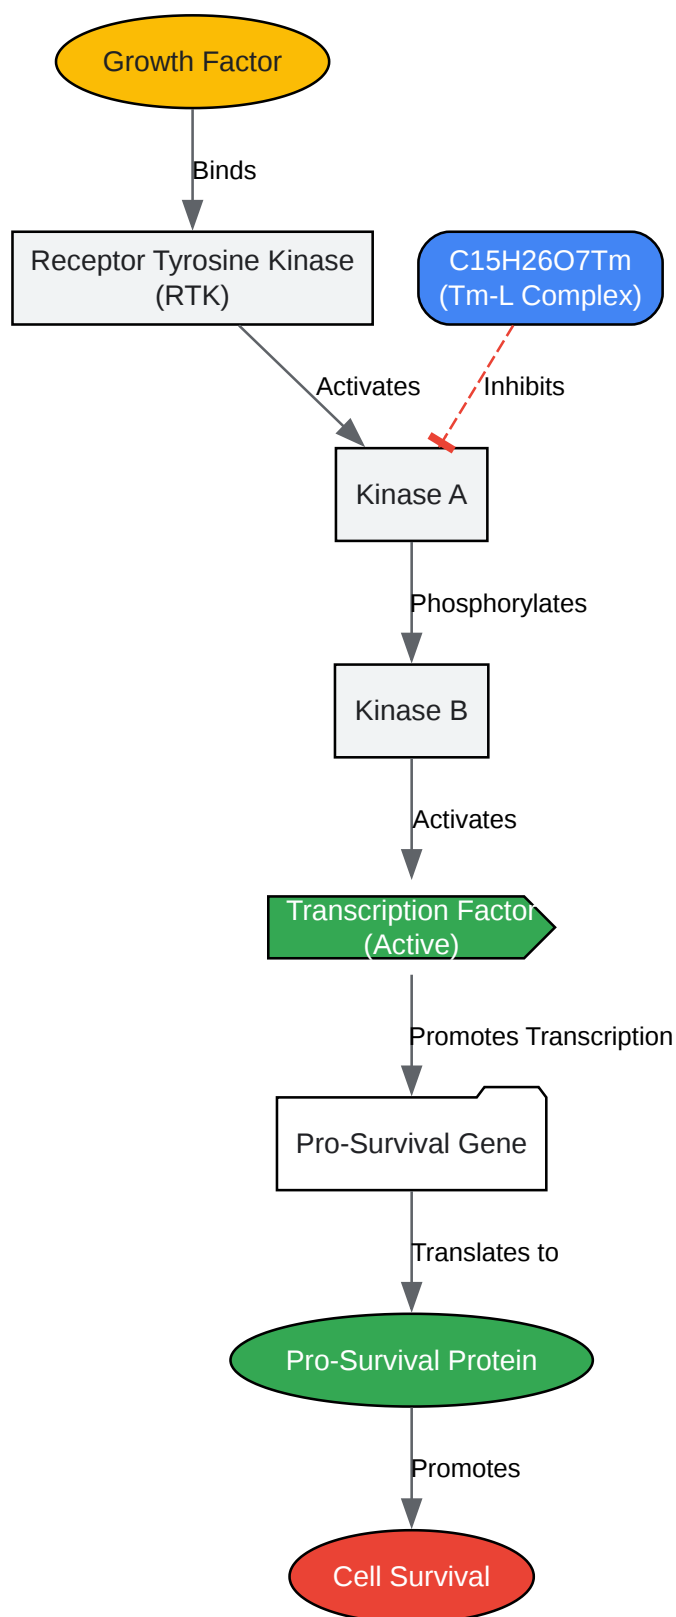 Growth Factor
Binds
Receptor Tyrosine Kinase
(RTK)
C15H26O7Tm
(Tm-L Complex)
Activates
Inhibits
Kinase A
Phosphorylates
Kinase B
Activates
Transcription Factor
(Active)
Promotes Transcription
Pro-Survival Gene
Translates to
Pro-Survival Protein
Promotes
Cell Survival